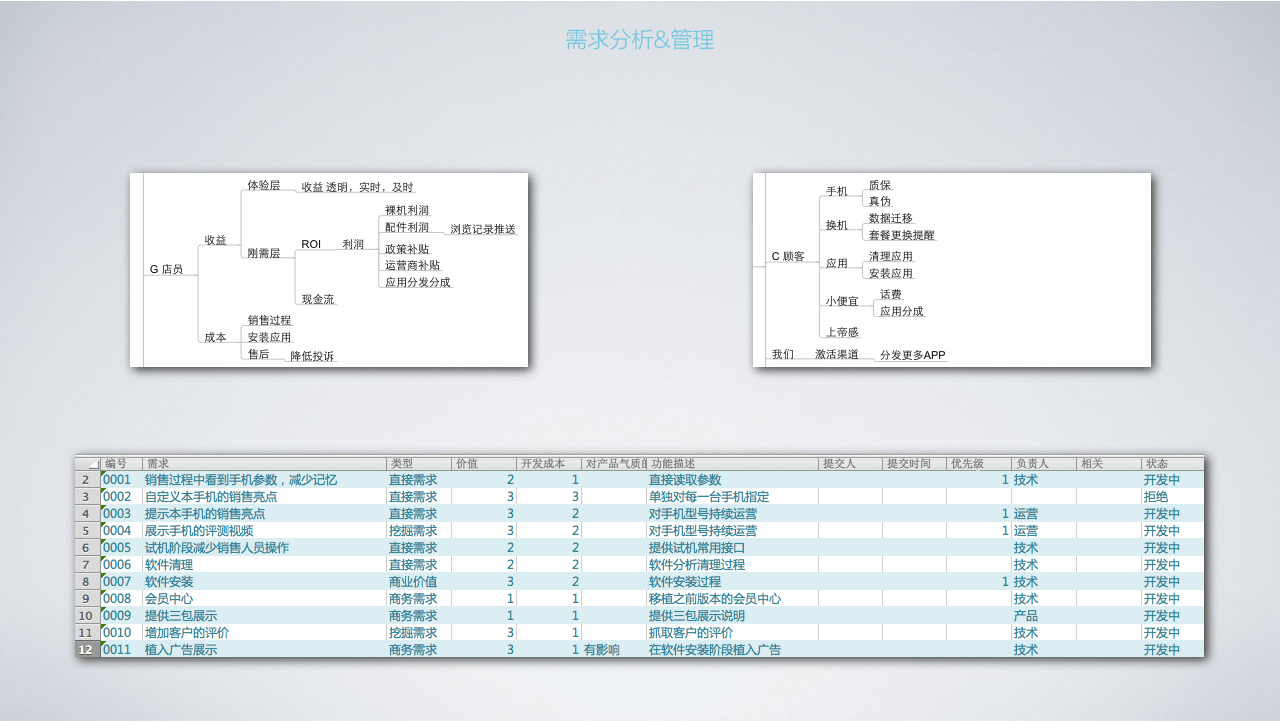 需求分析&管理
体验层 收益 透明，实时，及时
裸机利润
配件利润 浏览记录推送
收益 ROI 利润
刚需层 政策补贴
运营商补贴
G 店员
应用分发分成
现金流
销售过程
成本 安装应用
售后 降低投诉
手机 质保
真伪
换机 数据迁移
套餐更换提醒
C 顾客 应用 清理应用
安装应用
小便宜 话费
应用分成
上帝感
我们 激活渠道 分发更多APP
编号 需求 类型 价值 开发成本 对产品气质的 功能描述 提交人 提交时间 优先级 负责人 相关 状态
2 0001 销售过程中看到手机参数，减少记忆 直接需求 2 1 直接读取参数 1 技术 开发中
3 0002 自定义本手机的销售亮点 直接需求 3 3 单独对每一台手机指定 拒绝
4 0003 提示本手机的销售亮点 直接需求 3 2 对手机型号持续运营 1 运营 开发中
5 0004 展示手机的评测视频 挖掘需求 3 2 对手机型号持续运营 1 运营 开发中
6 0005 试机阶段减少销售人员操作 直接需求 2 2 提供试机常用接口 技术 开发中
7 0006 软件清理 直接需求 2 2 软件分析清理过程 技术 开发中
8 0007 软件安装 商业价值 3 2 软件安装过程 1 技术 开发中
9 0008 会员中心 商务需求 1 1 移植之前版本的会员中心 技术 开发中
10 0009 提供三包展示 商务需求 1 1 提供三包展示说明 产品 开发中
11 0010 增加客户的评价 挖掘需求 3 1 抓取客户的评价 技术 开发中
12 0011 植入广告展示 商务需求 3 1 有影响 在软件安装阶段植入广告 技术 开发中